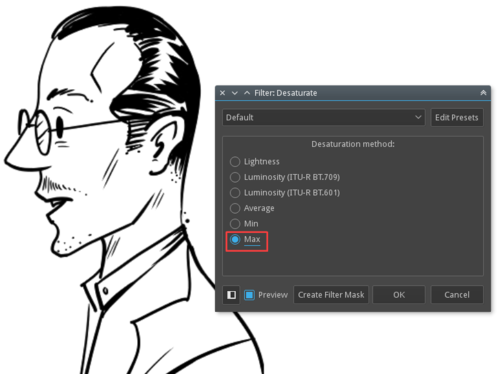 Filter: Desaturate
Default
Edit Presets
Desaturation method:
Lightness
Luminosity (ITU-R BT.709)
Luminosity (ITU-R BT.601)
Average
Min
Max
Preview
Create Filter Mask
OK
Cancel